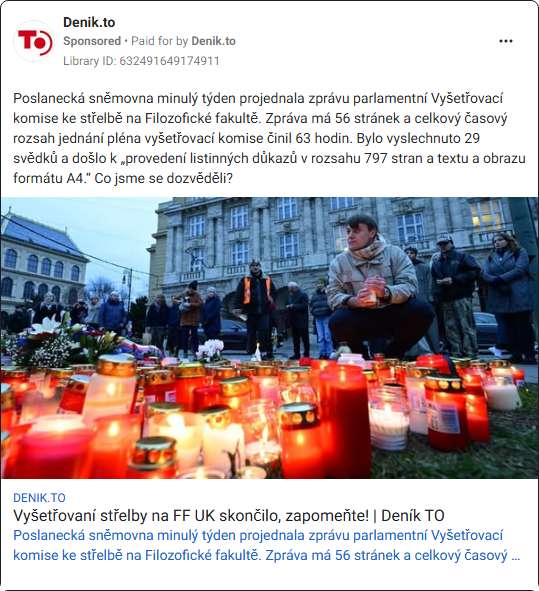 Denik.to
Sponsored • Paid for by Denik.to
Library ID: 632491649174911
Poslanecká sněmovna minulý týden projednala zprávu parlamentní Vyšetřovací
komise ke střelbě na Filozofické fakultě. Zpráva má 56 stránek a celkový časový
rozsah jednání pléna vyšetřovací komise činil 63 hodin. Bylo vyslechnuto 29
svědků a došlo k „provedení listinných důkazů v rozsahu 797 stran a textu a obrazu
formátu A4.“ Co jsme se dozvěděli?
DENIK.TO
Vyšetřovaní střelby na FF UK skončilo, zapomeňte! | Deník TO
Poslanecká sněmovna minulý týden projednala zprávu parlamentní Vyšetřovací
komise ke střelbě na Filozofické fakultě. Zpráva má 56 stránek a celkový časový ...